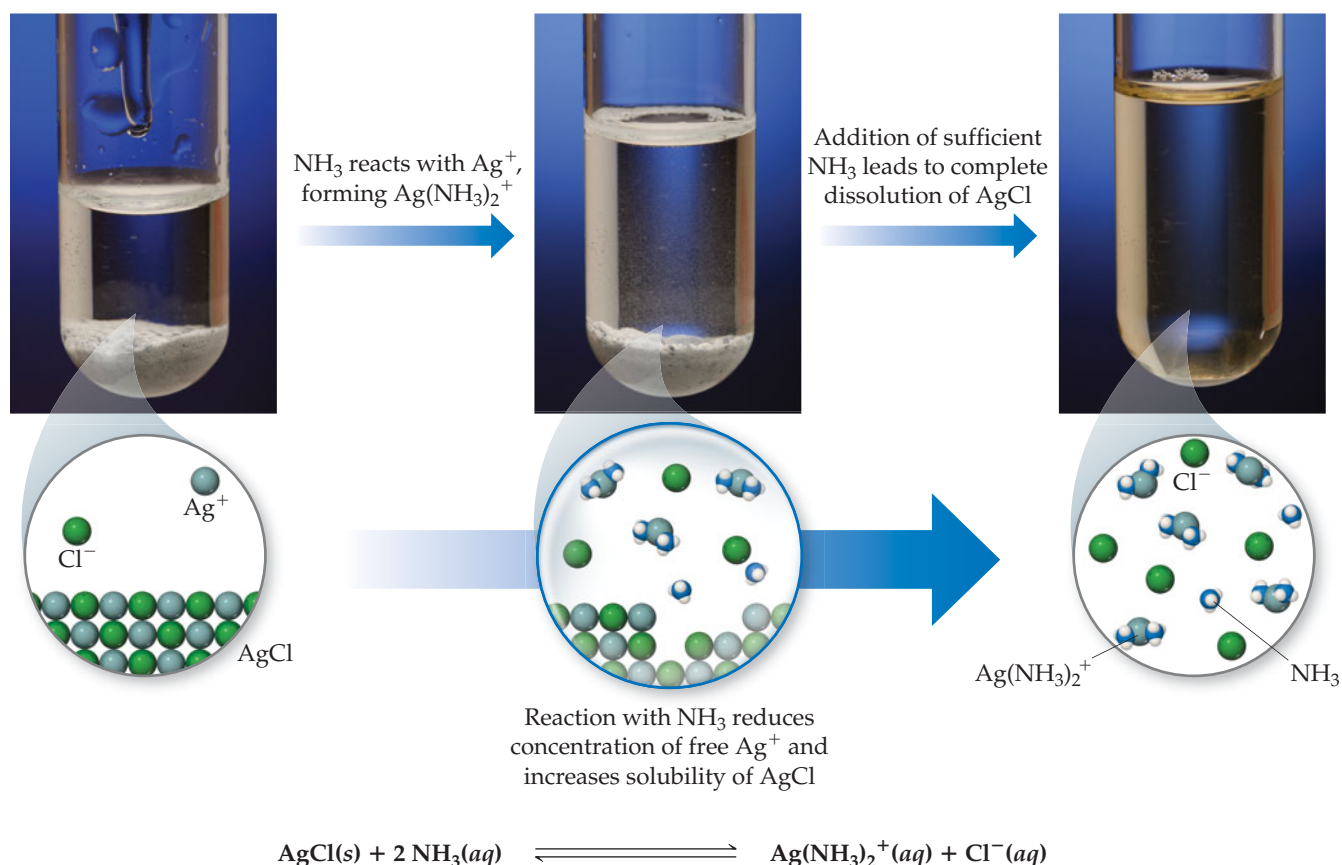 NH₃ reacts with Ag⁺,
forming Ag(NH₃)₂⁺
Addition of sufficient
NH₃ leads to complete
dissolution of AgCl
Ag⁺
Cl⁻
AgCl
Cl⁻
Ag(NH₃)₂⁺
NH₃
Reaction with NH₃ reduces
concentration of free Ag⁺ and
increases solubility of AgCl
AgCl(s) + 2 NH₃(aq) ⇌ Ag(NH₃)₂⁺(aq) + Cl⁻(aq)